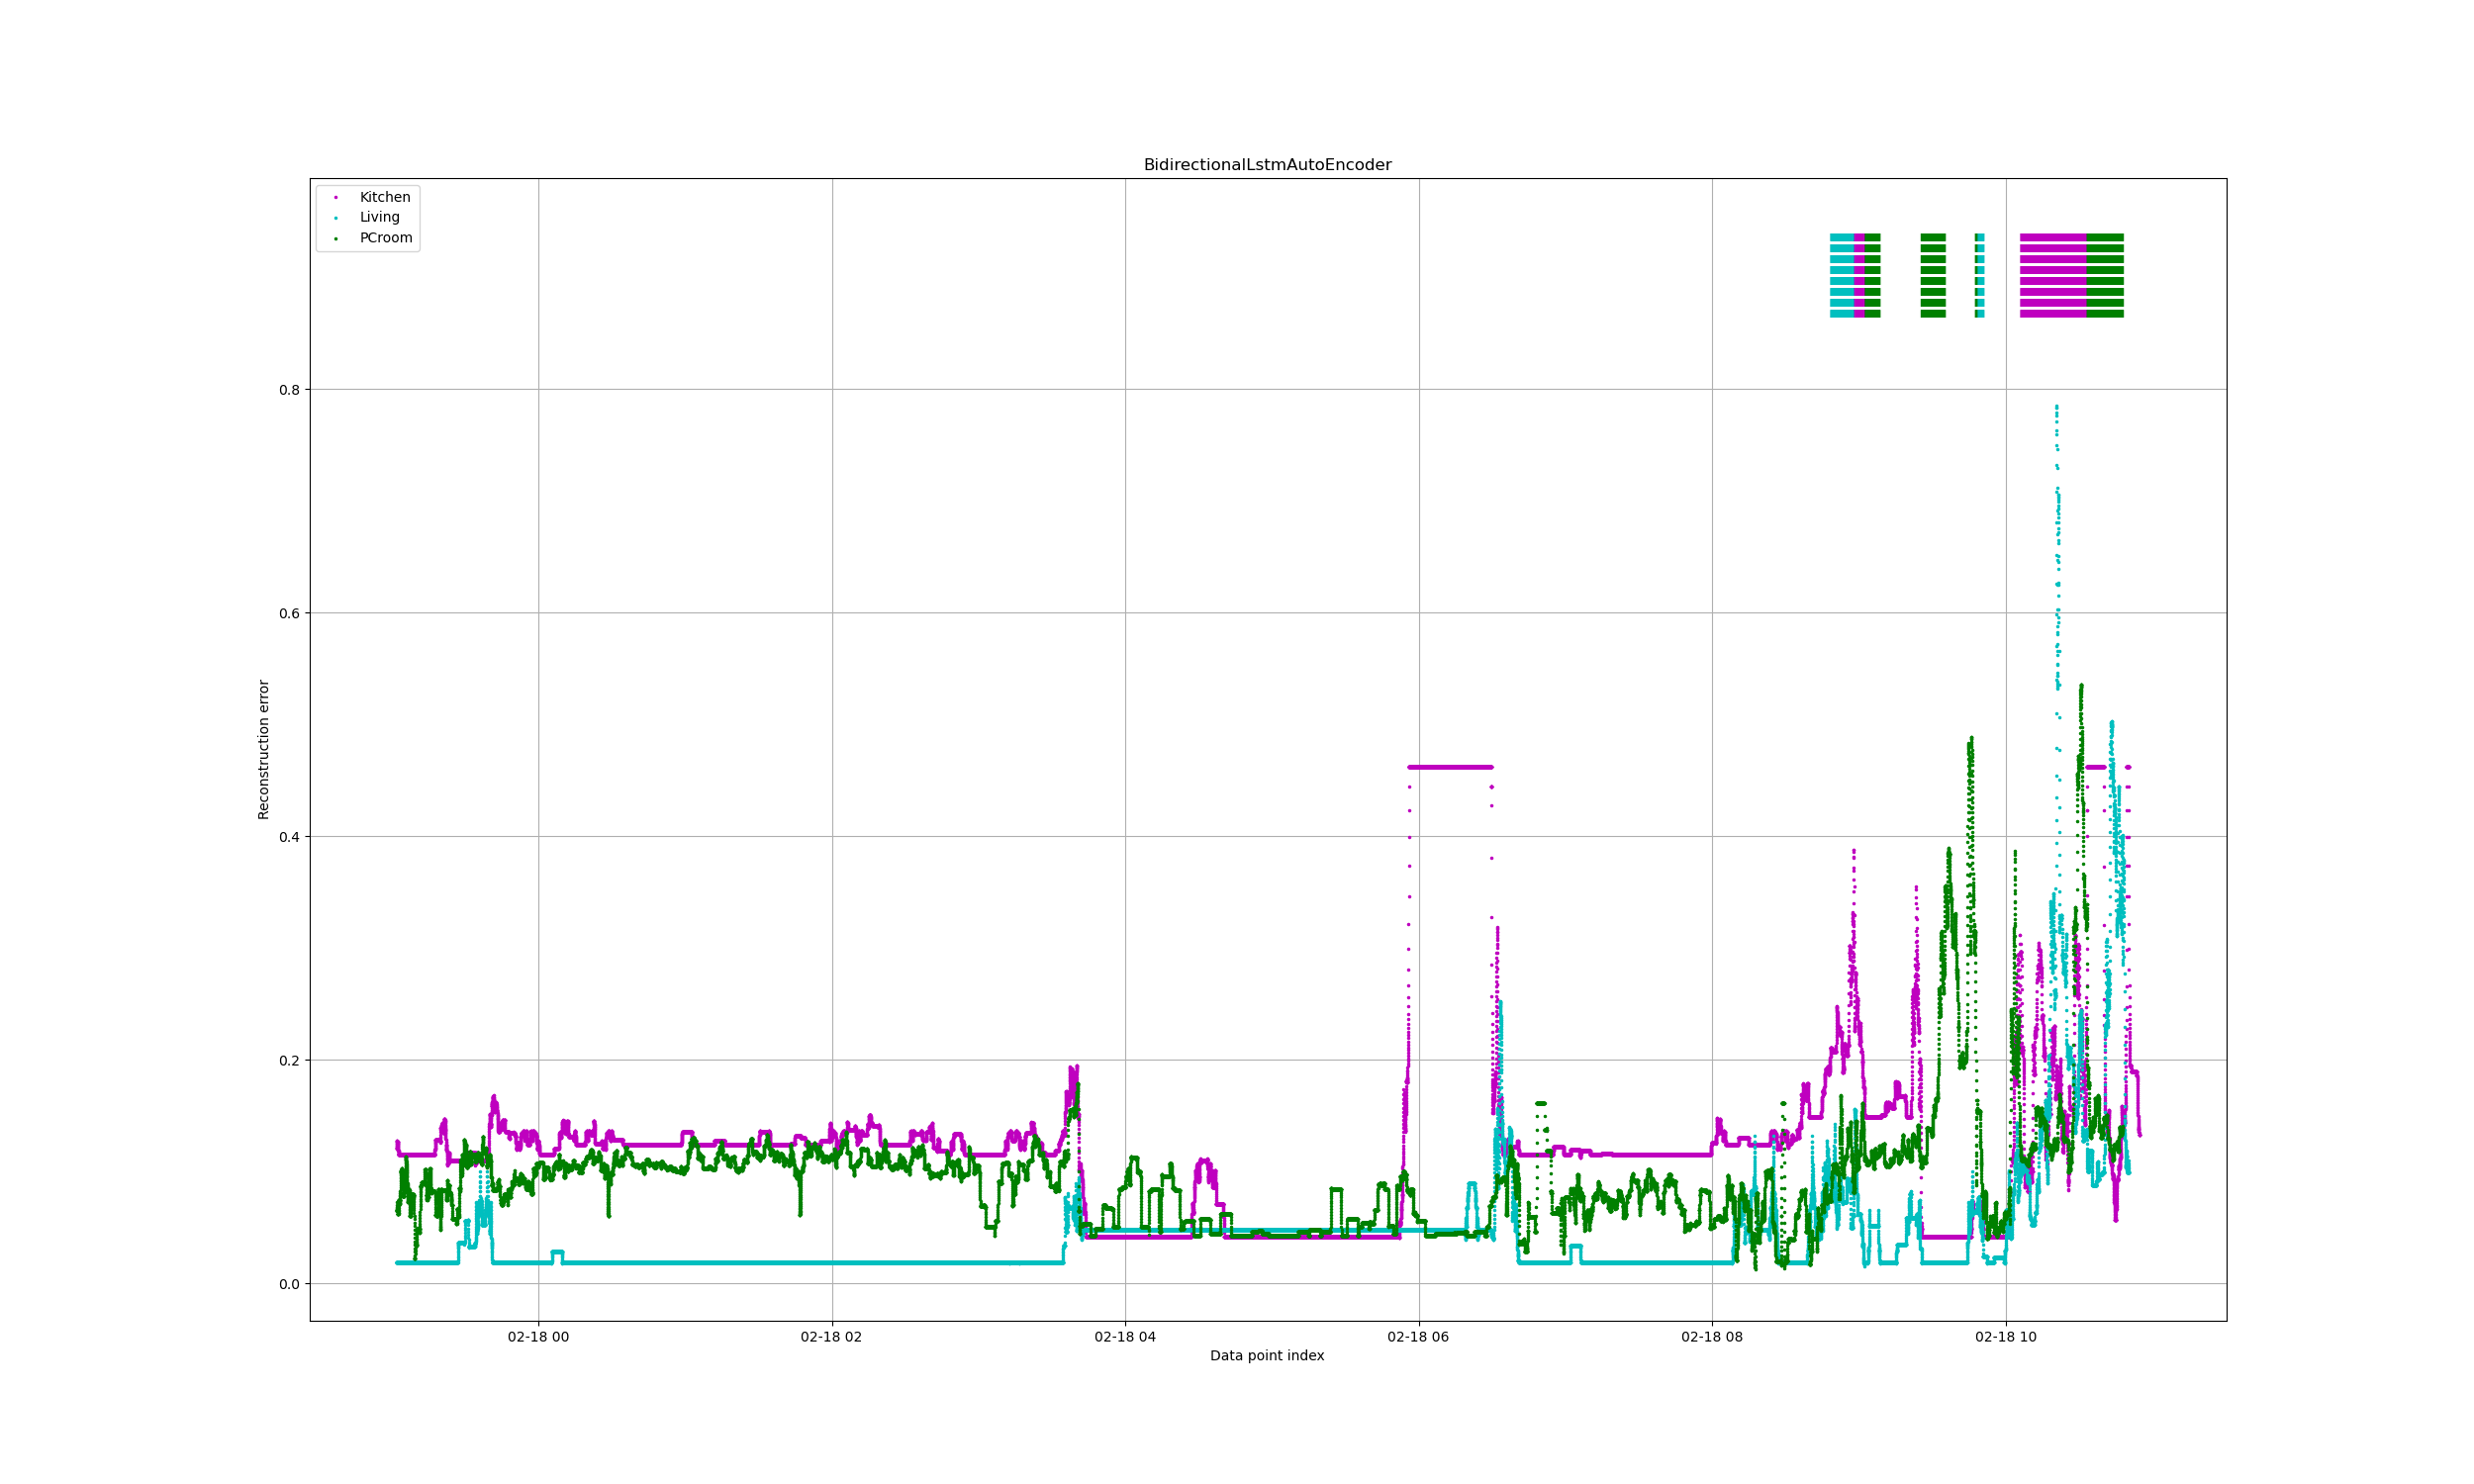 BidirectionalLstmAutoEncoder
Kitchen
Living
PCroom
0.8
0.6
0.4
0.2
0.0
Reconstruction error
02-18 00
02-18 02
02-18 04
02-18 06
02-18 08
02-18 10
Data point index